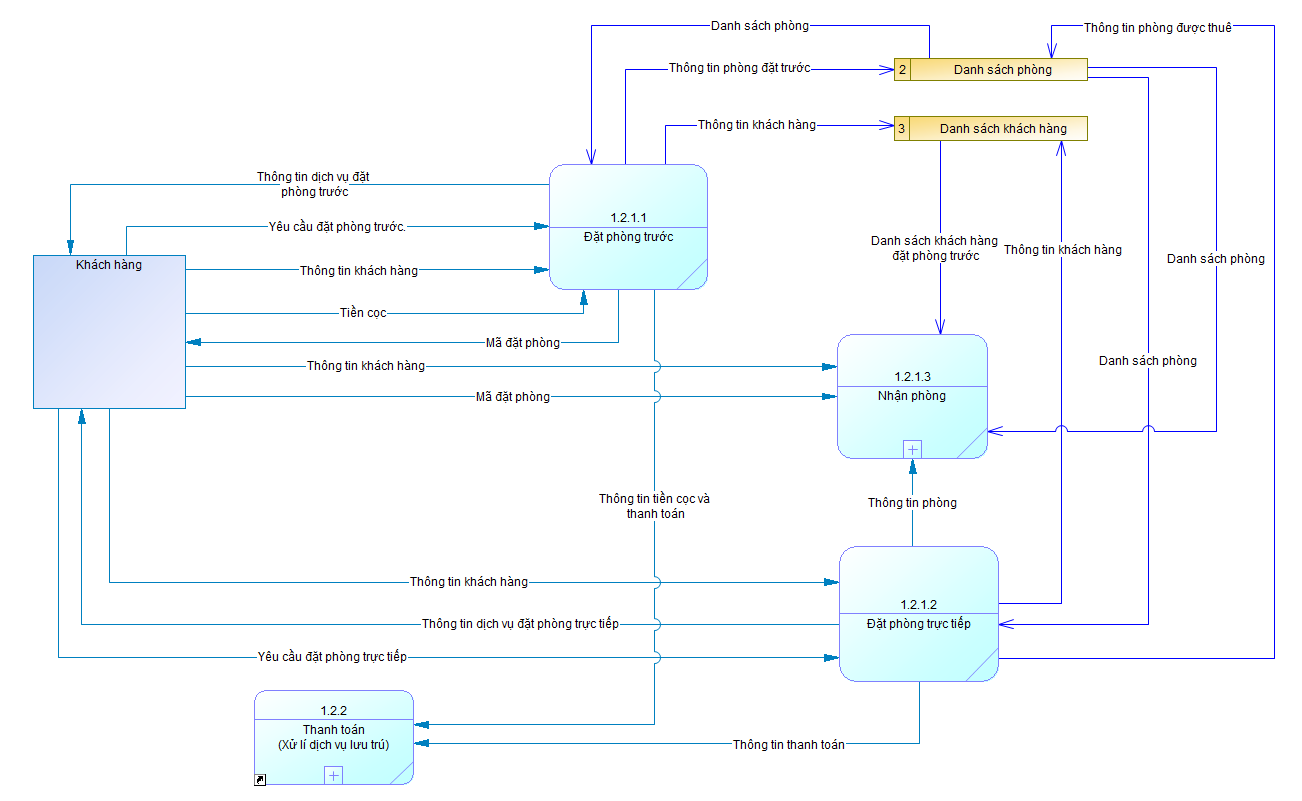 Danh sách phòng
Thông tin phòng được thuê
Thông tin phòng đặt trước
2
Danh sách phòng
Thông tin khách hàng
3
Danh sách khách hàng
Thông tin dịch vụ đặt
phòng trước
1.2.1.1
Đặt phòng trước
Yêu cầu đặt phòng trước.
Danh sách khách hàng
đặt phòng trước
Thông tin khách hàng
Danh sách phòng
Khách hàng
Thông tin khách hàng
Tiền cọc
Mã đặt phòng
Thông tin khách hàng
Danh sách phòng
1.2.1.3
Nhận phòng
Mã đặt phòng
Thông tin tiền cọc và
thanh toán
Thông tin phòng
Thông tin khách hàng
1.2.1.2
Đặt phòng trực tiếp
Thông tin dịch vụ đặt phòng trực tiếp
Yêu cầu đặt phòng trực tiếp
1.2.2
Thanh toán
(Xử lí dịch vụ lưu trú)
Thông tin thanh toán